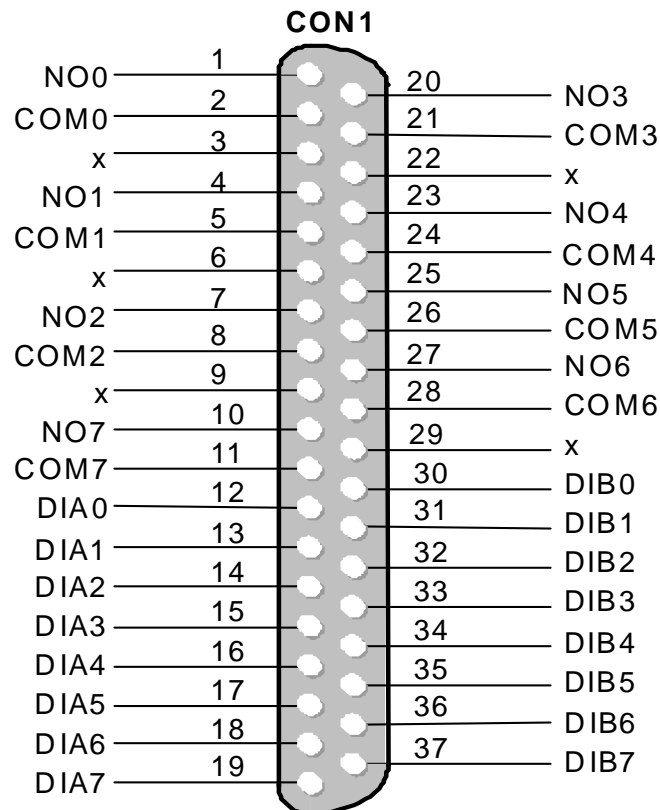 CON1
NO0 1
COM0 2
x 3
NO1 4
COM1 5
x 6
NO2 7
COM2 8
x 9
NO7 10
COM7 11
DIA0 12
DIA1 13
DIA2 14
DIA3 15
DIA4 16
DIA5 17
DIA6 18
DIA7 19
20 NO3
21 COM3
22 x
23 NO4
24 COM4
25 NO5
26 COM5
27 NO6
28 COM6
29 x
30 DIB0
31 DIB1
32 DIB2
33 DIB3
34 DIB4
35 DIB5
36 DIB6
37 DIB7